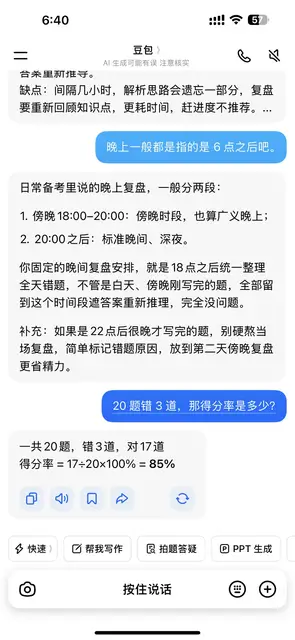 6:40
57
豆包
AI 生成可能有误 注意核实
答案重新推导。
缺点：间隔几小时，解析思路会遗忘一部分，复盘
要重新回顾知识点，更耗时间，赶进度不推荐。...
晚上一般都是指的是 6 点之后吧。
日常备考里说的晚上复盘，一般分两段：
1. 傍晚18:00–20:00：傍晚时段，也算广义晚上；
2. 20:00之后：标准晚间、深夜。
你固定的晚间复盘安排，就是18点之后统一整理
全天错题，不管是白天、傍晚刚写完的题，全部留
到这个时间段遮答案重新推理，完全没问题。
补充：如果是22点后很晚才写完的题，别硬熬当
场复盘，简单标记错题原因，放到第二天傍晚复盘
更省精力。
20 题错 3 道，那得分率是多少?
一共20题，错3道，对17道
得分率 = 17÷20×100% = 85%
快速
帮我写作
拍题答疑
PPT 生成
按住说话